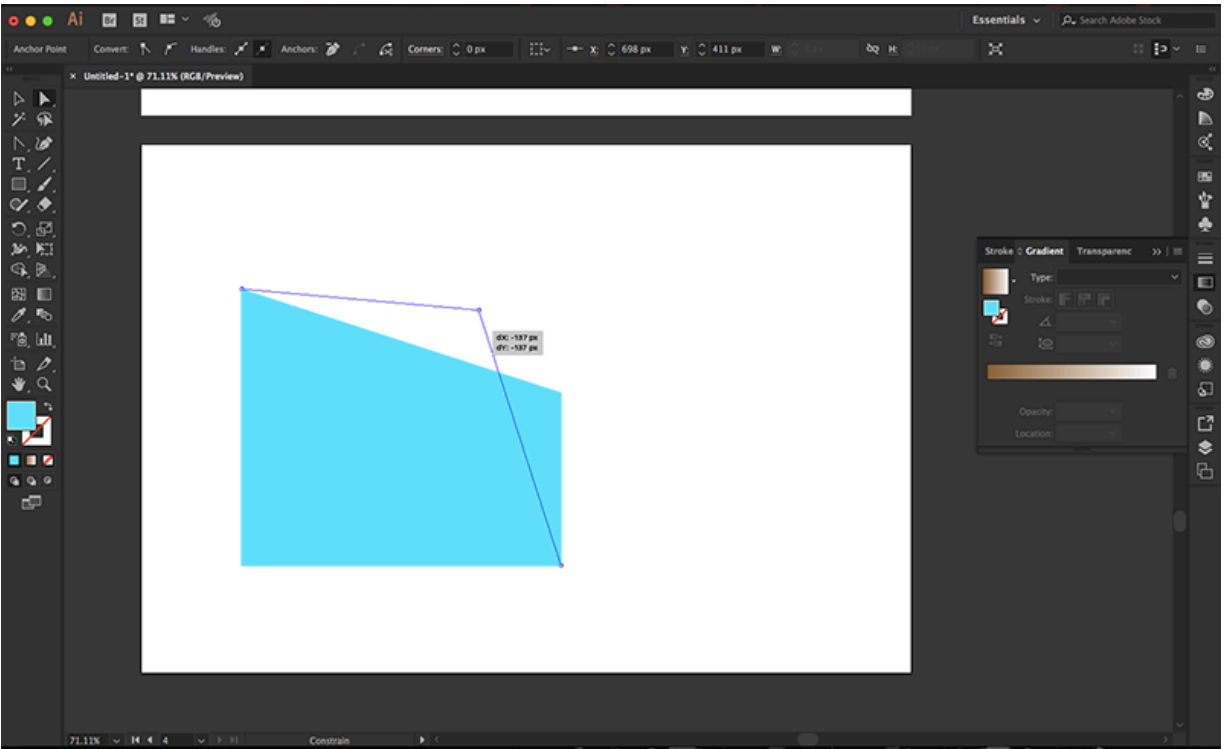 Ai Br St Essentials Search Adobe Stock
Anchor Point Convert: Handles: Anchors: Corners: 0 px X: 698 px Y: 411 px W: H:
× Untitled-1* @ 71.11% (RGB/Preview)
T
Stroke Gradient Transparenc
Type:
Stroke:
dX: -137 px
dY: -137 px
Opacity:
Location:
71.11% 4 Constrain